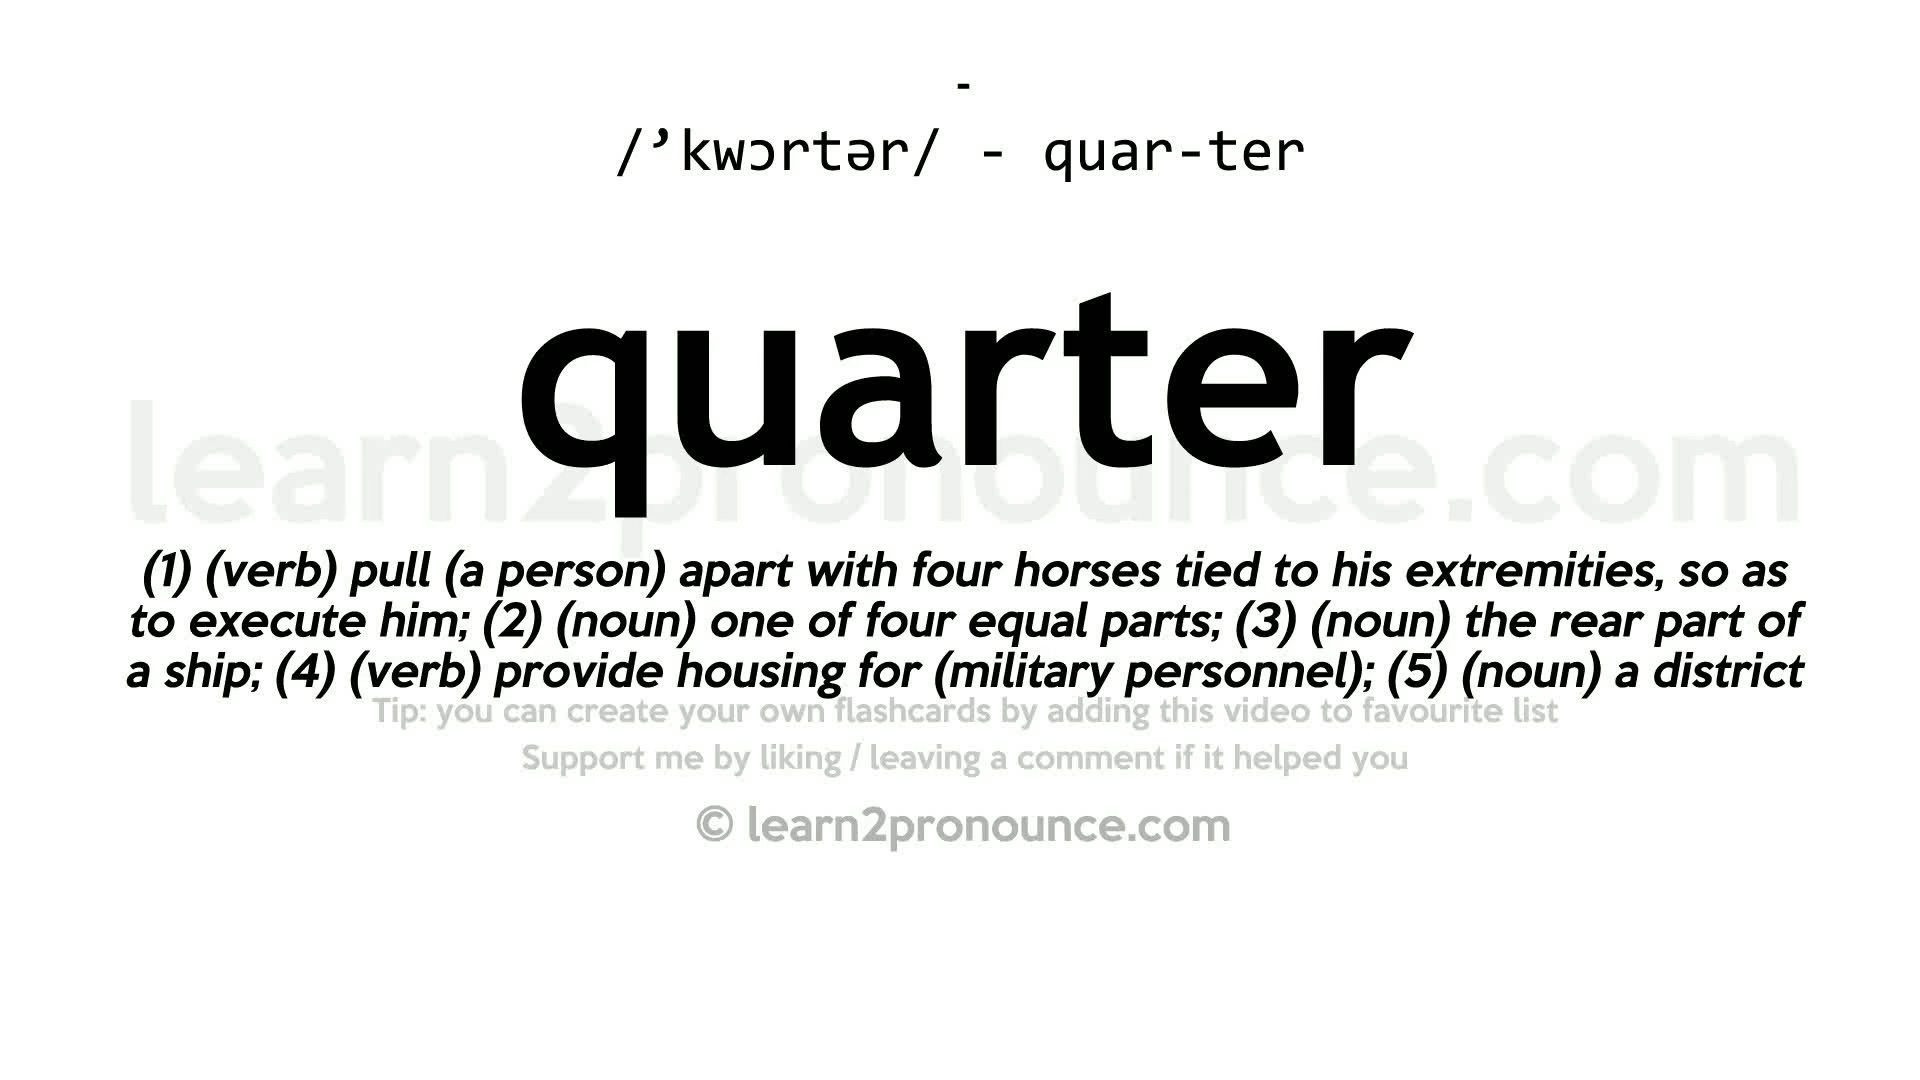 -
/’kwɔrtər/ - quar-ter
quarter
learn2pronounce.com
(1) (verb) pull (a person) apart with four horses tied to his extremities, so as
to execute him; (2) (noun) one of four equal parts; (3) (noun) the rear part of
a ship; (4) (verb) provide housing for (military personnel); (5) (noun) a district
Tip: you can create your own flashcards by adding this video to favourite list
Support me by liking / leaving a comment if it helped you
© learn2pronounce.com